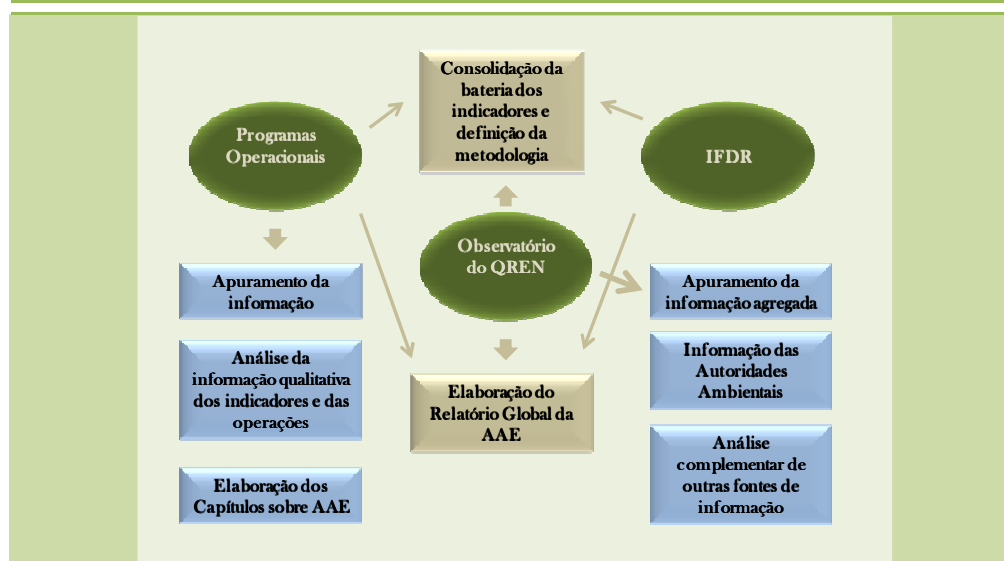 Consolidação da
bateria dos
indicadores e
definição da
metodologia
Programas
Operacionais
IFDR
Observatório
do QREN
Apuramento da
informação
Análise da
informação qualitativa
dos indicadores e das
operações
Elaboração dos
Capítulos sobre AAE
Elaboração do
Relatório Global da
AAE
Apuramento da
informação agregada
Informação das
Autoridades
Ambientais
Análise
complementar de
outras fontes de
informação